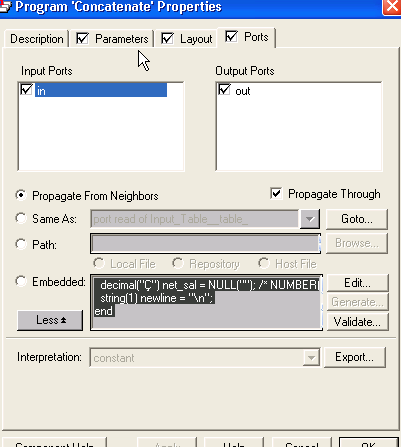 Program 'Concatenate' Properties
Description Parameters Layout Ports
Input Ports Output Ports
in out
Propagate From Neighbors Propagate Through
Same As: port read of Input_Table__table_ Goto...
Path: Browse...
Local File Repository Host File
Embedded: decimal("Ç") net_sal = NULL(""); /* NUMBER( Edit...
string(1) newline = "\n"; Generate...
end Validate...
Less
Interpretation: constant Export...
Component Help Apply Help Cancel OK